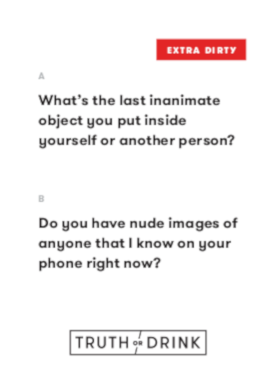 EXTRA DIRTY
A
What's the last inanimate
object you put inside
yourself or another person?
B
Do you have nude images of
anyone that I know on your
phone right now?
TRUTH OR DRINK